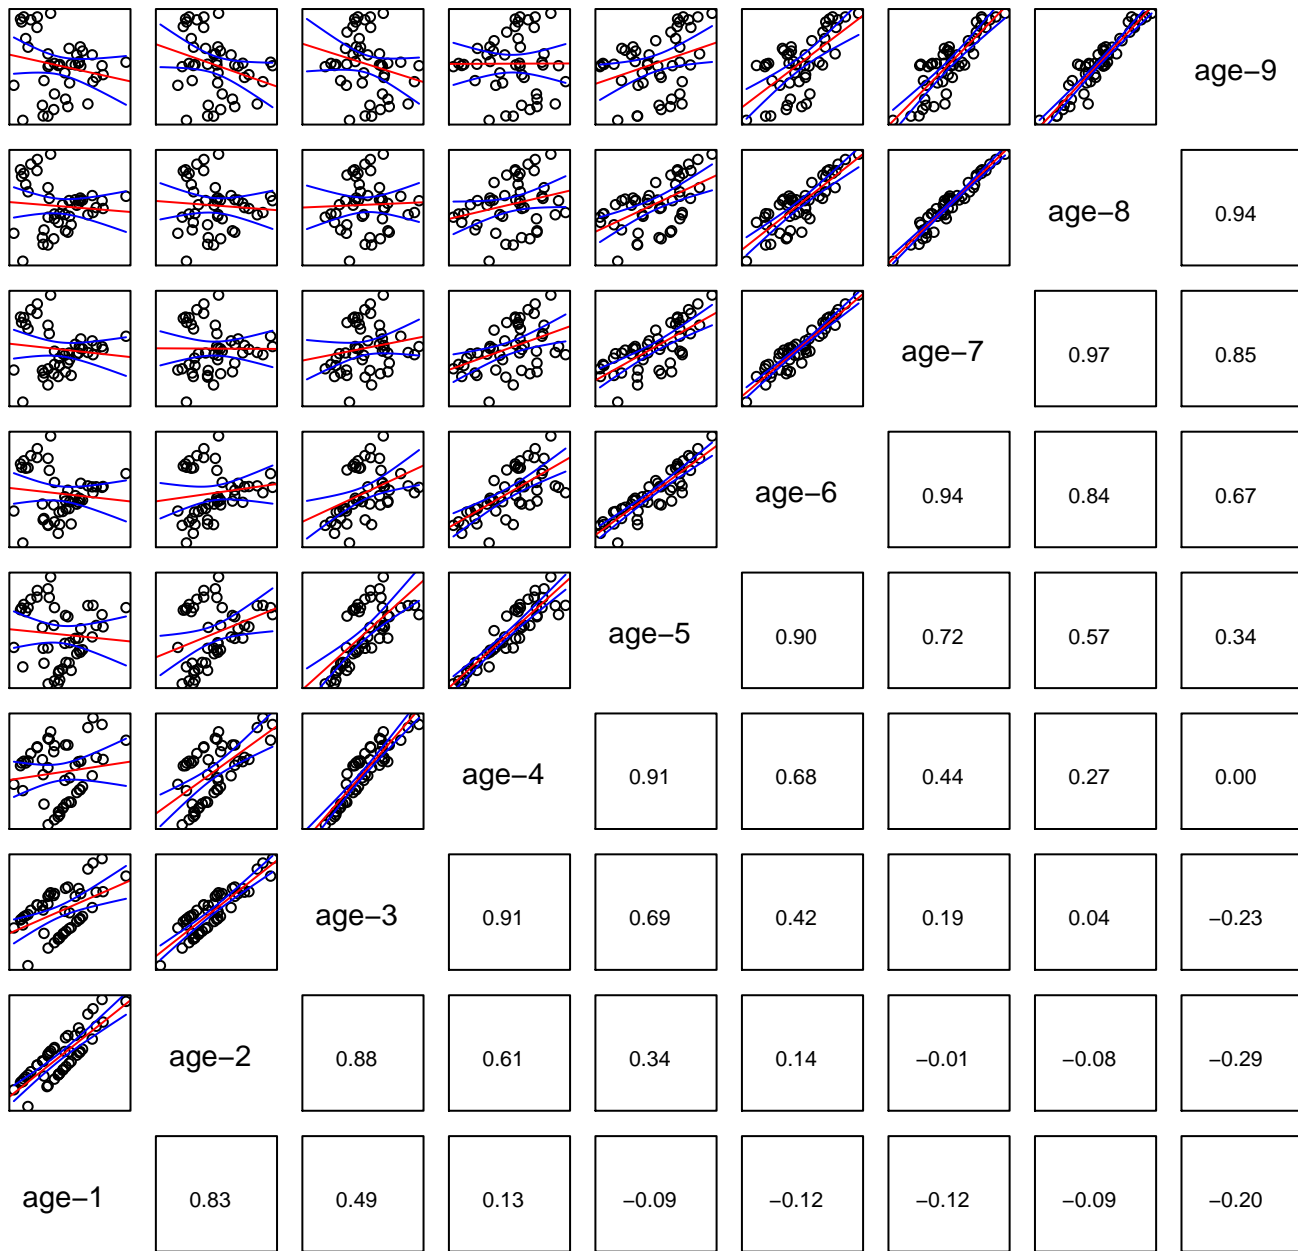 age−9
age−8 0.94
age−7 0.97 0.85
age−6 0.94 0.84 0.67
age−5 0.90 0.72 0.57 0.34
age−4 0.91 0.68 0.44 0.27 0.00
age−3 0.91 0.69 0.42 0.19 0.04 −0.23
age−2 0.88 0.61 0.34 0.14 −0.01 −0.08 −0.29
age−1 0.83 0.49 0.13 −0.09 −0.12 −0.12 −0.09 −0.20